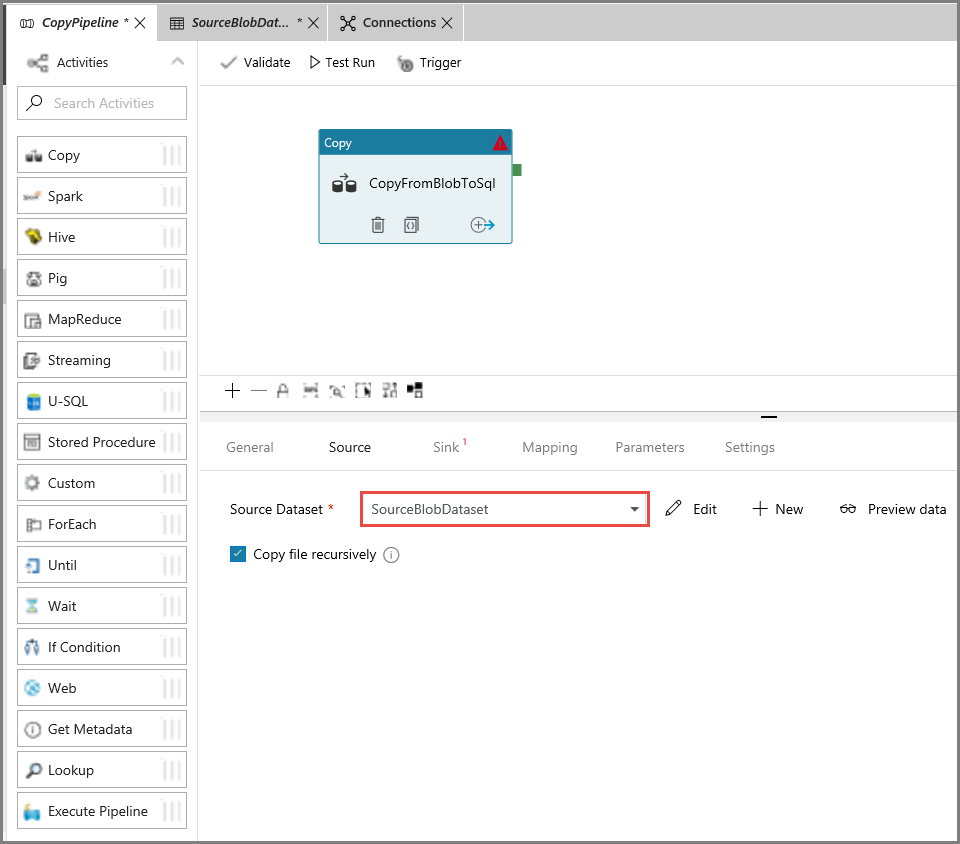 CopyPipeline *
SourceBlobDat... *
Connections
Activities
Validate
Test Run
Trigger
Search Activities
Copy
Spark
Hive
Pig
MapReduce
Streaming
U-SQL
Stored Procedure
Custom
ForEach
Until
Wait
If Condition
Web
Get Metadata
Lookup
Execute Pipeline
Copy
CopyFromBlobToSql
General
Source
Sink 1
Mapping
Parameters
Settings
Source Dataset *
SourceBlobDataset
Edit
New
Preview data
Copy file recursively